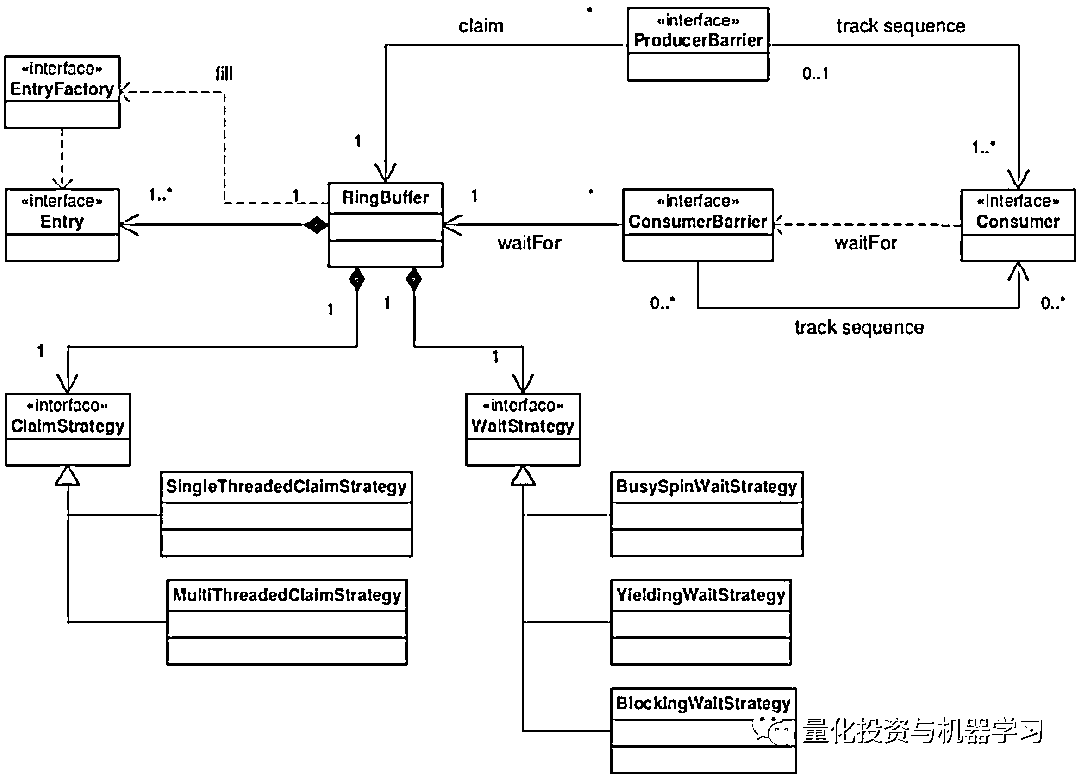 «interface»
ProducerBarrier
claim
*
track sequence
0..1
«interface»
EntryFactory
fill
1
1..*
«interface»
Entry
1..*
1
RingBuffer
1
*
waitFor
«interface»
ConsumerBarrier
waitFor
«interface»
Consumer
0..*
0..*
track sequence
1
1
1
1
«interface»
ClaimStrategy
«interface»
WaitStrategy
SingleThreadedClaimStrategy
BusySpinWaitStrategy
MultiThreadedClaimStrategy
YieldingWaitStrategy
BlockingWaitStrategy
量化投资与机器学习